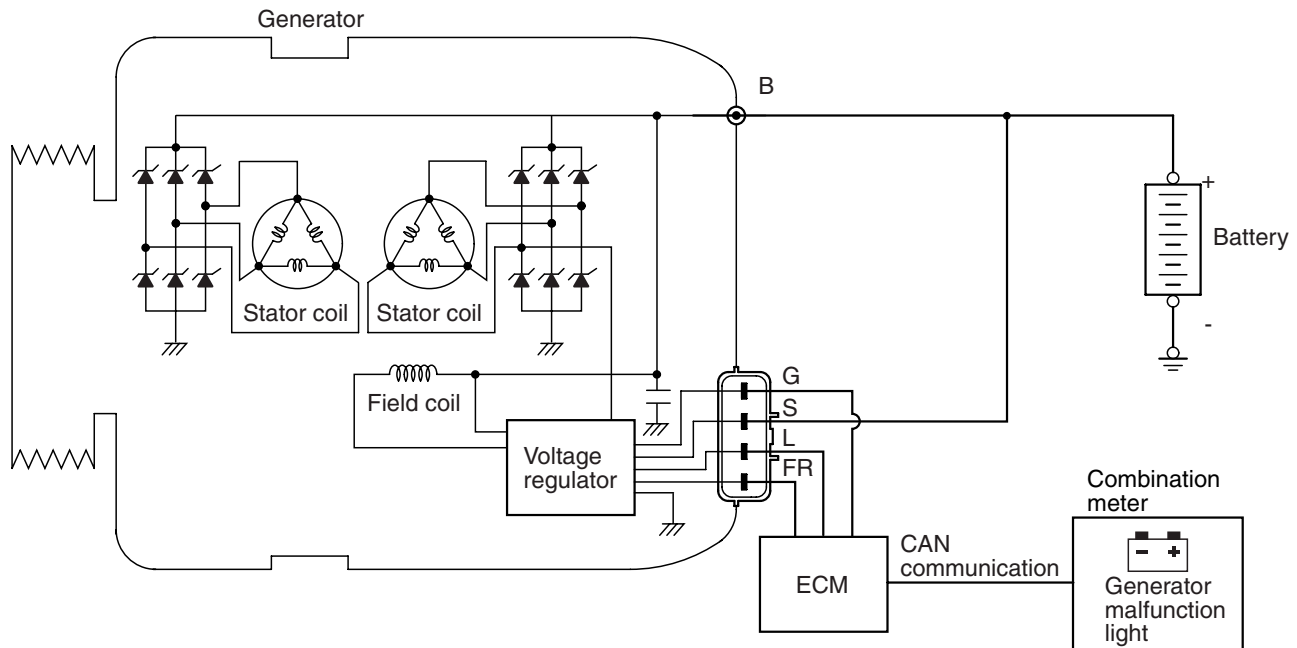 Generator
B
+
Battery
-
Stator coil
Stator coil
Field coil
Voltage
regulator
G
S
L
FR
ECM
CAN
communication
Combination
meter
- +
Generator
malfunction
light